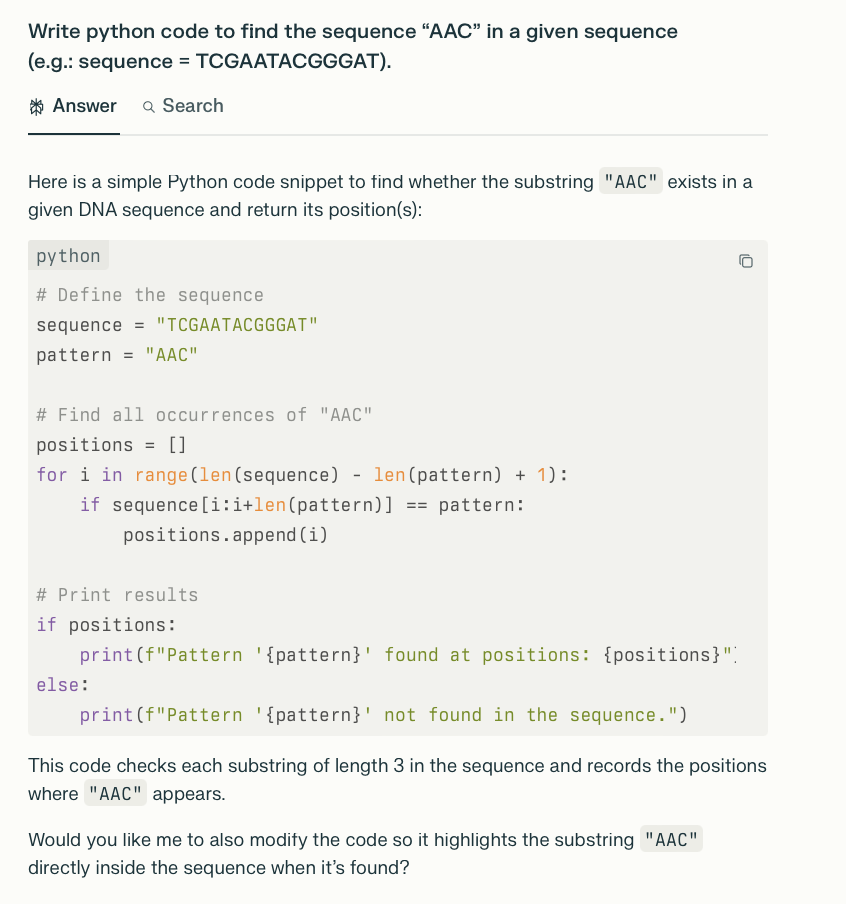 Write python code to find the sequence “AAC” in a given sequence
(e.g.: sequence = TCGAATACGGGAT).
Answer Search
Here is a simple Python code snippet to find whether the substring "AAC" exists in a
given DNA sequence and return its position(s):
python
# Define the sequence
sequence = "TCGAATACGGGAT"
pattern = "AAC"
# Find all occurrences of "AAC"
positions = []
for i in range(len(sequence) - len(pattern) + 1):
    if sequence[i:i+len(pattern)] == pattern:
        positions.append(i)
# Print results
if positions:
    print(f"Pattern '{pattern}' found at positions: {positions}")
else:
    print(f"Pattern '{pattern}' not found in the sequence.")
This code checks each substring of length 3 in the sequence and records the positions
where "AAC" appears.
Would you like me to also modify the code so it highlights the substring "AAC"
directly inside the sequence when it’s found?